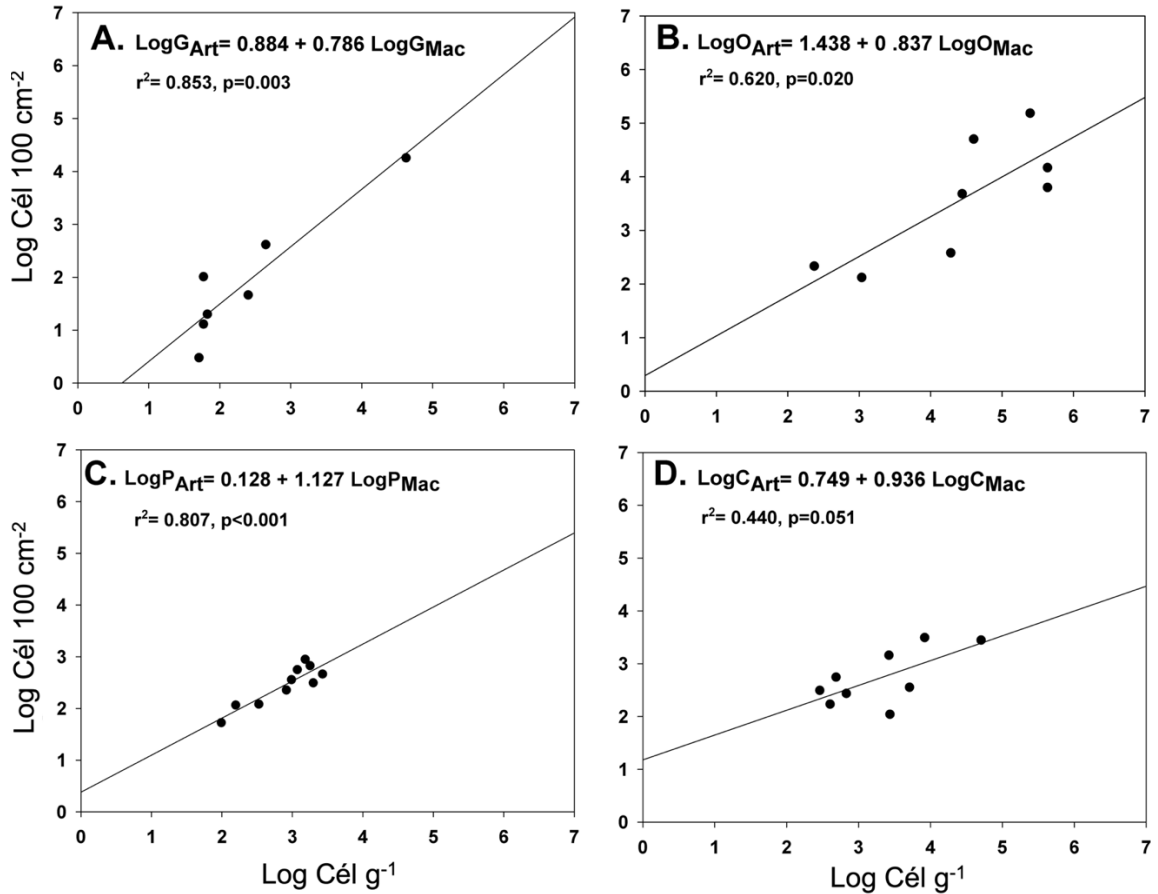 A. LogG_Art= 0.884 + 0.786 LogG_Mac
r²= 0.853, p=0.003
7
6
5
4
3
2
1
0
0 1 2 3 4 5 6 7
Log Cél 100 cm⁻²
B. LogO_Art= 1.438 + 0 .837 LogO_Mac
r²= 0.620, p=0.020
7
6
5
4
3
2
1
0
0 1 2 3 4 5 6 7
C. LogP_Art= 0.128 + 1.127 LogP_Mac
r²= 0.807, p<0.001
7
6
5
4
3
2
1
0
0 1 2 3 4 5 6 7
Log Cél 100 cm⁻²
Log Cél g⁻¹
D. LogC_Art= 0.749 + 0.936 LogC_Mac
r²= 0.440, p=0.051
7
6
5
4
3
2
1
0
0 1 2 3 4 5 6 7
Log Cél g⁻¹